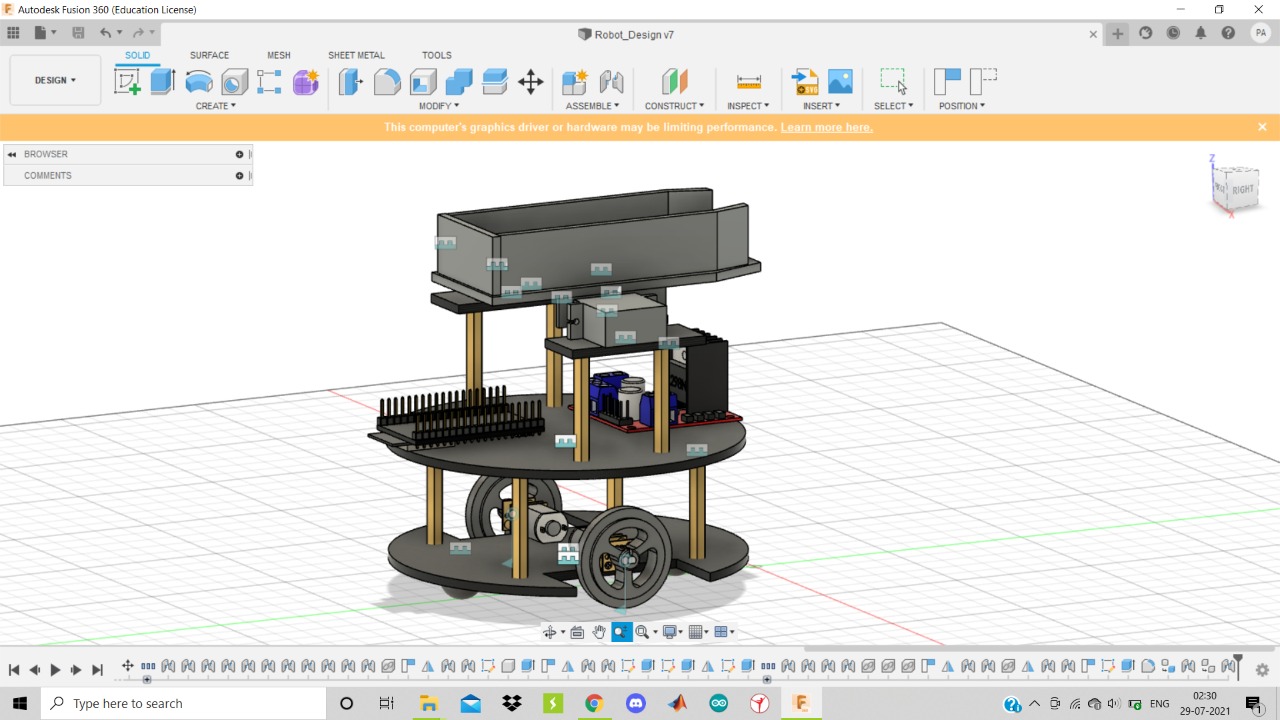 Autodesk Fusion 360 (Education License)
Robot_Design v7
PA
SOLID SURFACE MESH SHEET METAL TOOLS
DESIGN
CREATE MODIFY ASSEMBLE CONSTRUCT INSPECT INSERT SELECT POSITION
This computer's graphics driver or hardware may be limiting performance. Learn more here.
BROWSER
COMMENTS
Z
RIGHT
X
Type here to search
ENG
02:30
29-07-2021
1